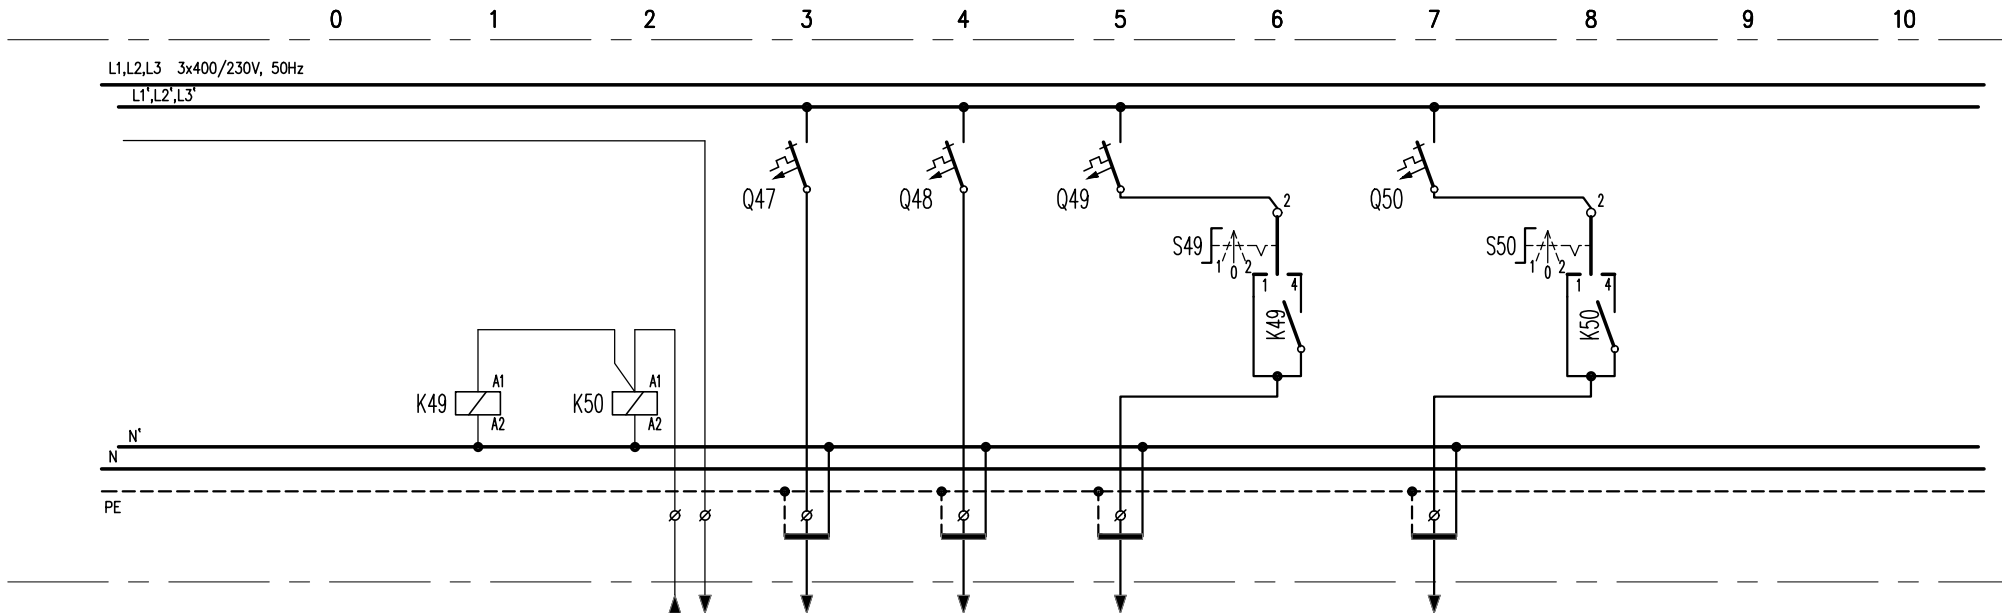 0 1 2 3 4 5 6 7 8 9 10
L1,L2,L3 3x400/230V, 50Hz
L1',L2',L3'
Q47 Q48 Q49 Q50
2 2
S49 S50
1 0 2 1 0 2
1 4 1 4
K49 K50
A1 A1
K49 K50
A2 A2
N'
N
PE